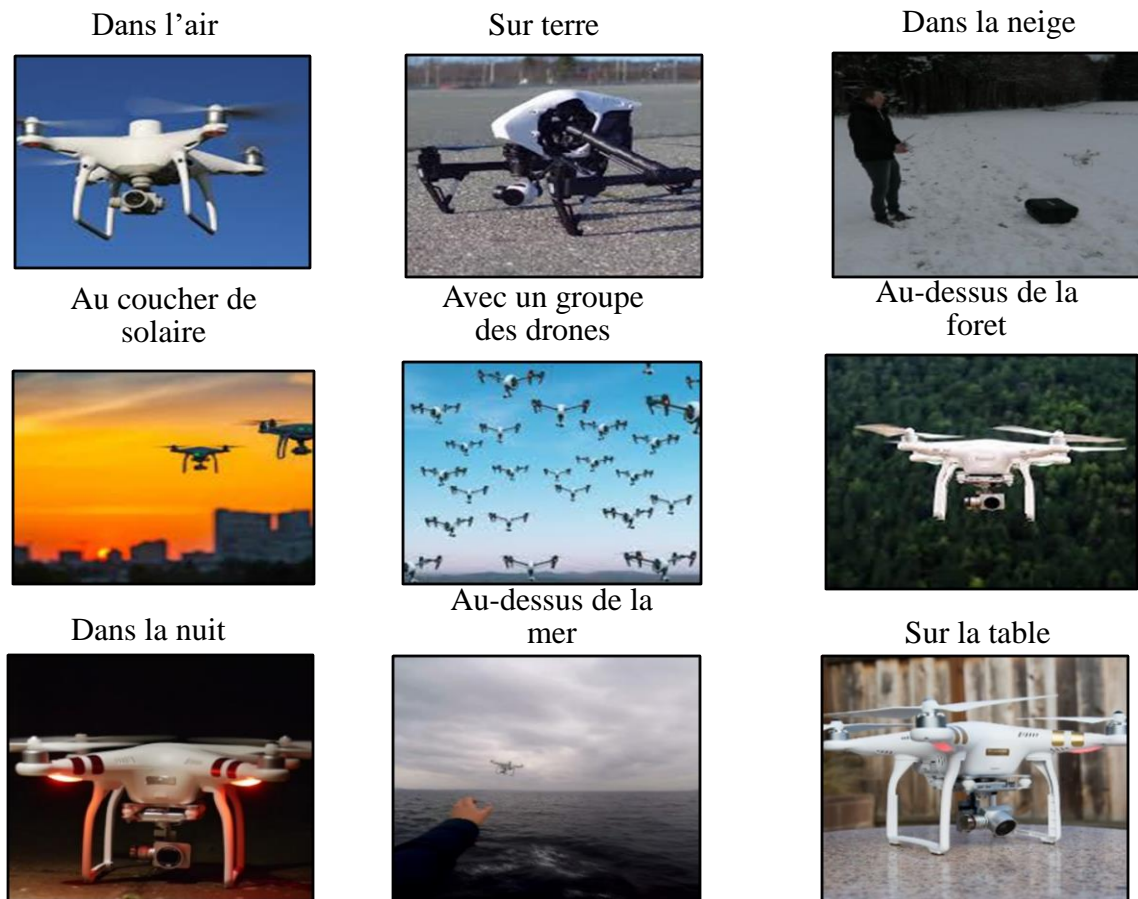 Dans l’air
Sur terre
Dans la neige
Au coucher de
solaire
Avec un groupe
des drones
Au-dessus de la
foret
Dans la nuit
Au-dessus de la
mer
Sur la table